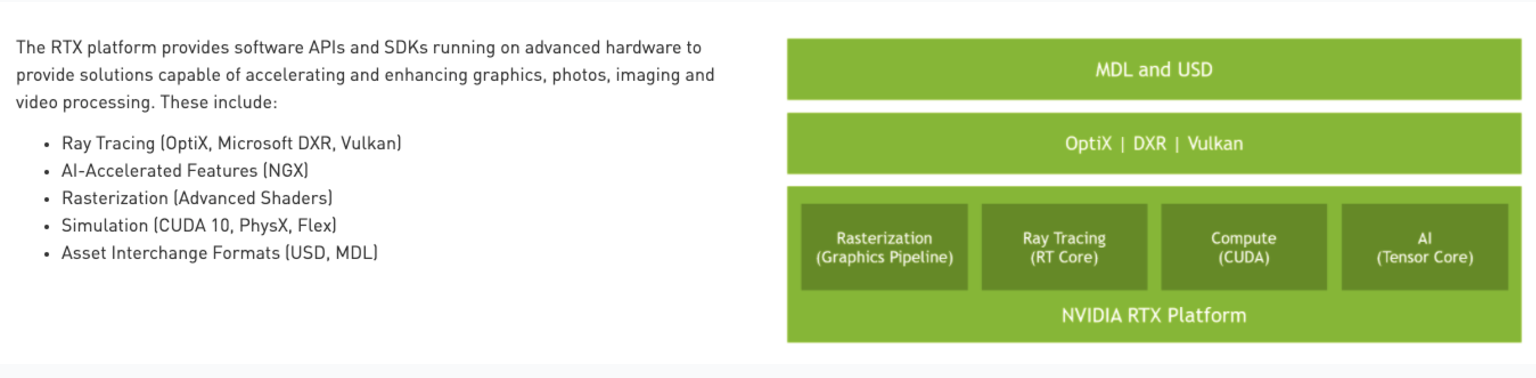 The RTX platform provides software APIs and SDKs running on advanced hardware to
provide solutions capable of accelerating and enhancing graphics, photos, imaging and
video processing. These include:
• Ray Tracing (OptiX, Microsoft DXR, Vulkan)
• AI-Accelerated Features (NGX)
• Rasterization (Advanced Shaders)
• Simulation (CUDA 10, PhysX, Flex)
• Asset Interchange Formats (USD, MDL)
MDL and USD
OptiX | DXR | Vulkan
Rasterization
(Graphics Pipeline)
Ray Tracing
(RT Core)
Compute
(CUDA)
AI
(Tensor Core)
NVIDIA RTX Platform